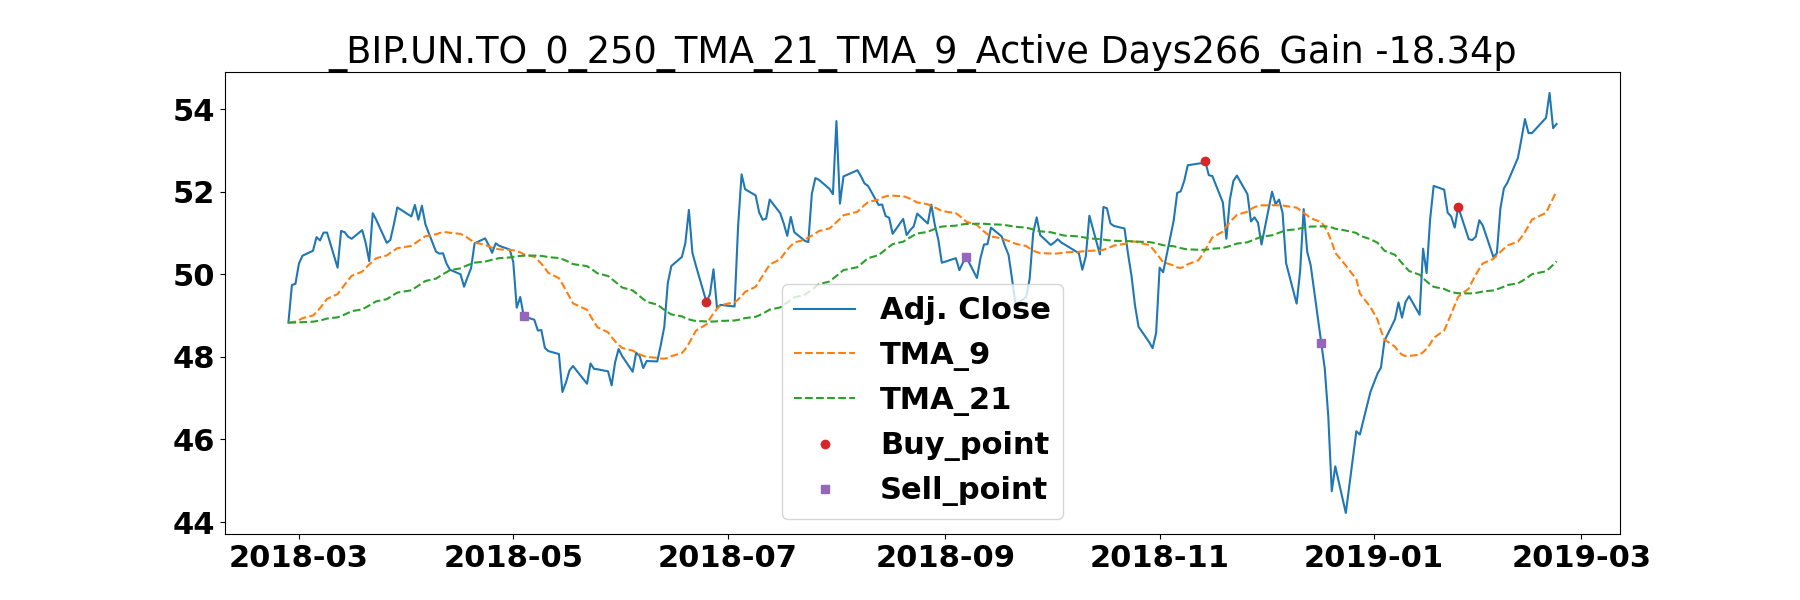 _BIP.UN.TO_0_250_TMA_21_TMA_9_Active Days266_Gain -18.34p
54
52
50
48
46
44
Adj. Close
TMA_9
TMA_21
Buy_point
Sell_point
2018-03 2018-05 2018-07 2018-09 2018-11 2019-01 2019-03